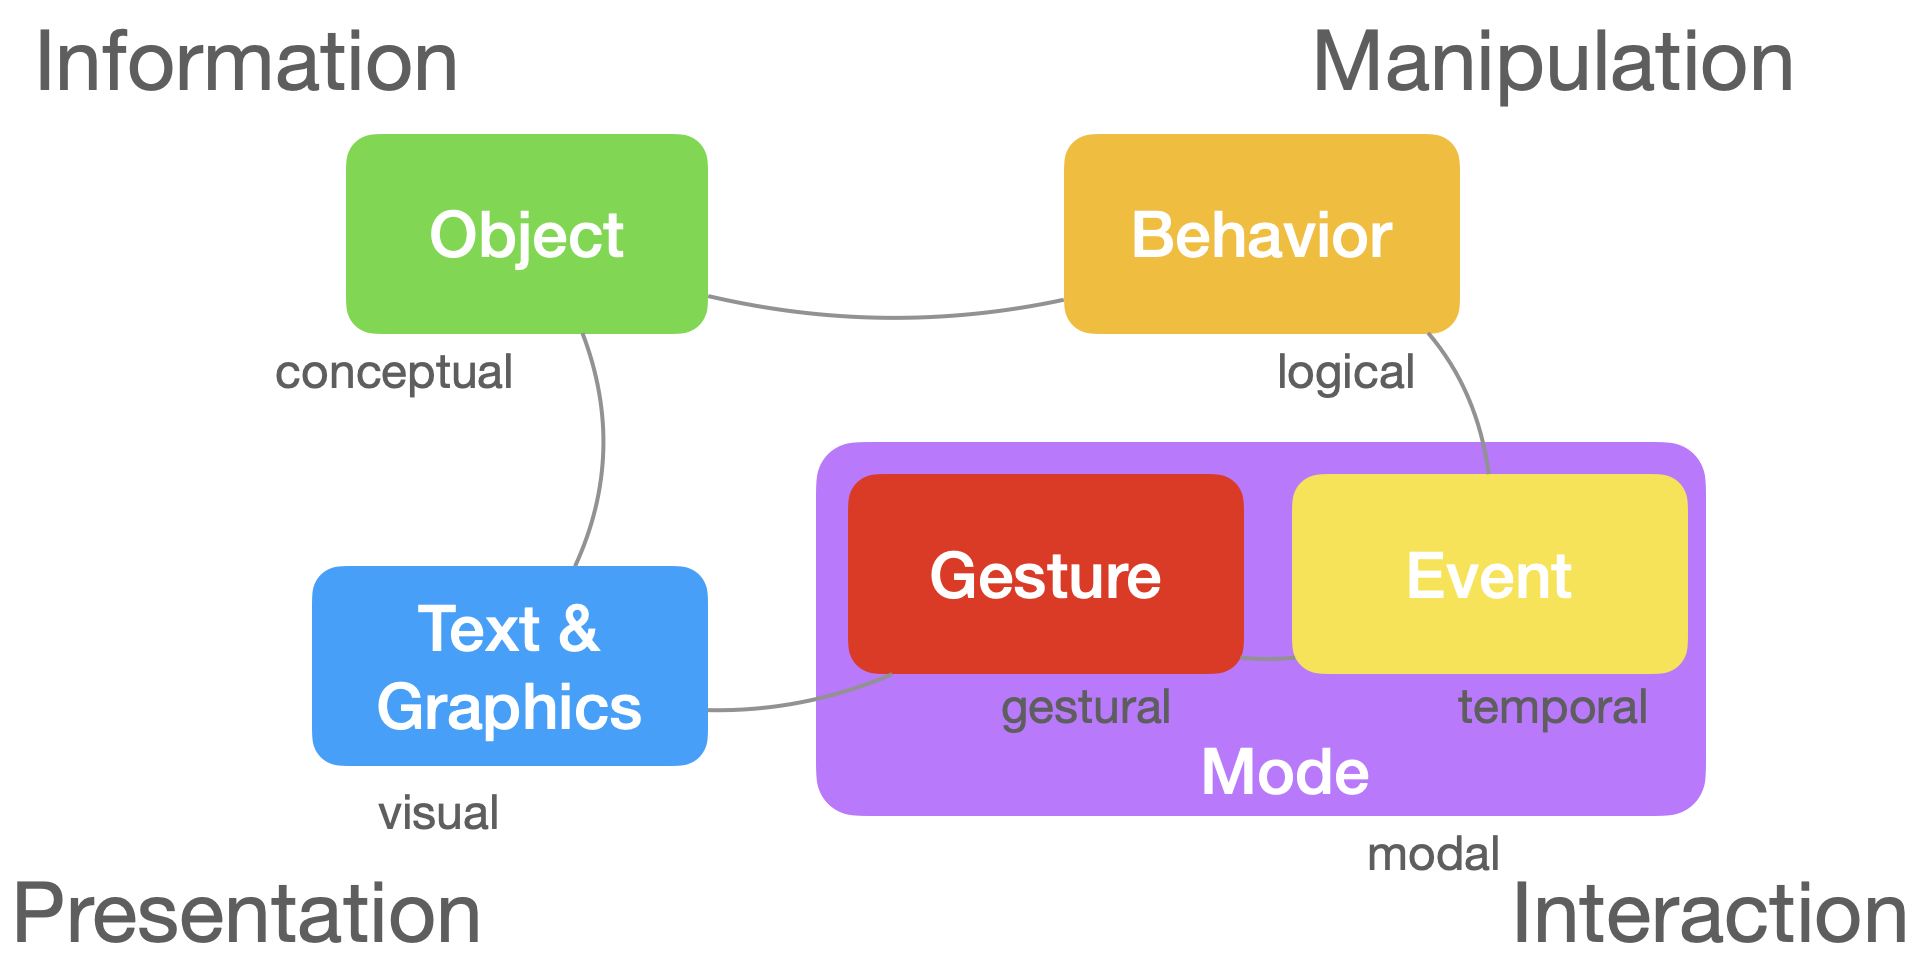 Information
Manipulation
Object
Behavior
conceptual
logical
Gesture
Event
Text &
Graphics
gestural
temporal
Mode
visual
modal
Presentation
Interaction